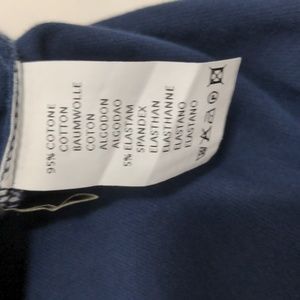 95% COTONE
COTTON
BAUMWOLLE
COTON
ALGODON
ALGODAO
5% ELASTAM
SPANDEX
ELASTHAN
ELASTHANNE
ELASTANO
ELASTANO